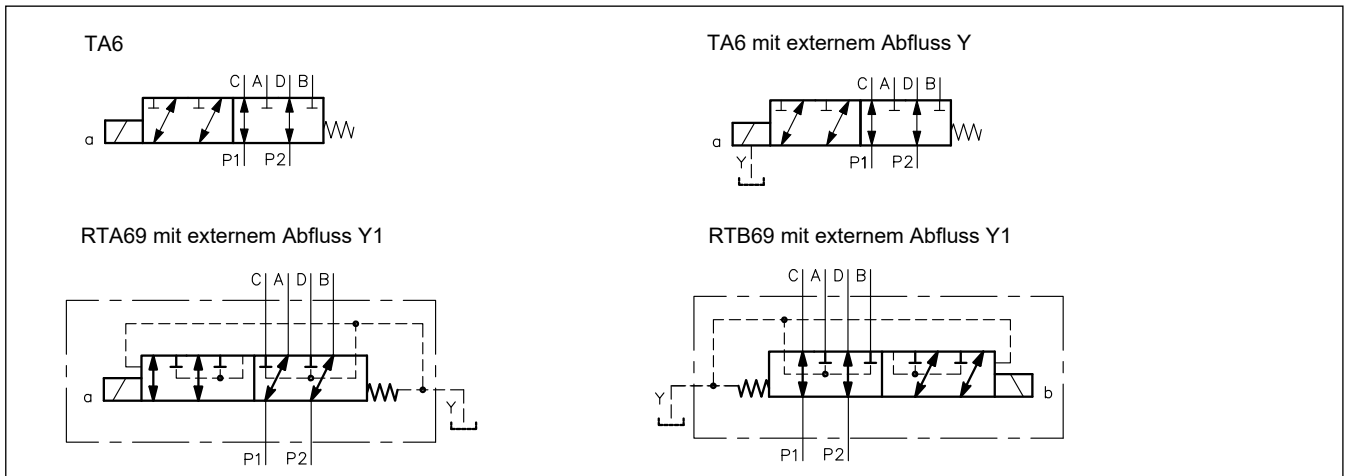 TA6
C A D B
a
P1 P2
TA6 mit externem Abfluss Y
C A D B
a
Y
P1 P2
RTA69 mit externem Abfluss Y1
C A D B
a
Y
P1 P2
RTB69 mit externem Abfluss Y1
C A D B
Y
b
P1 P2